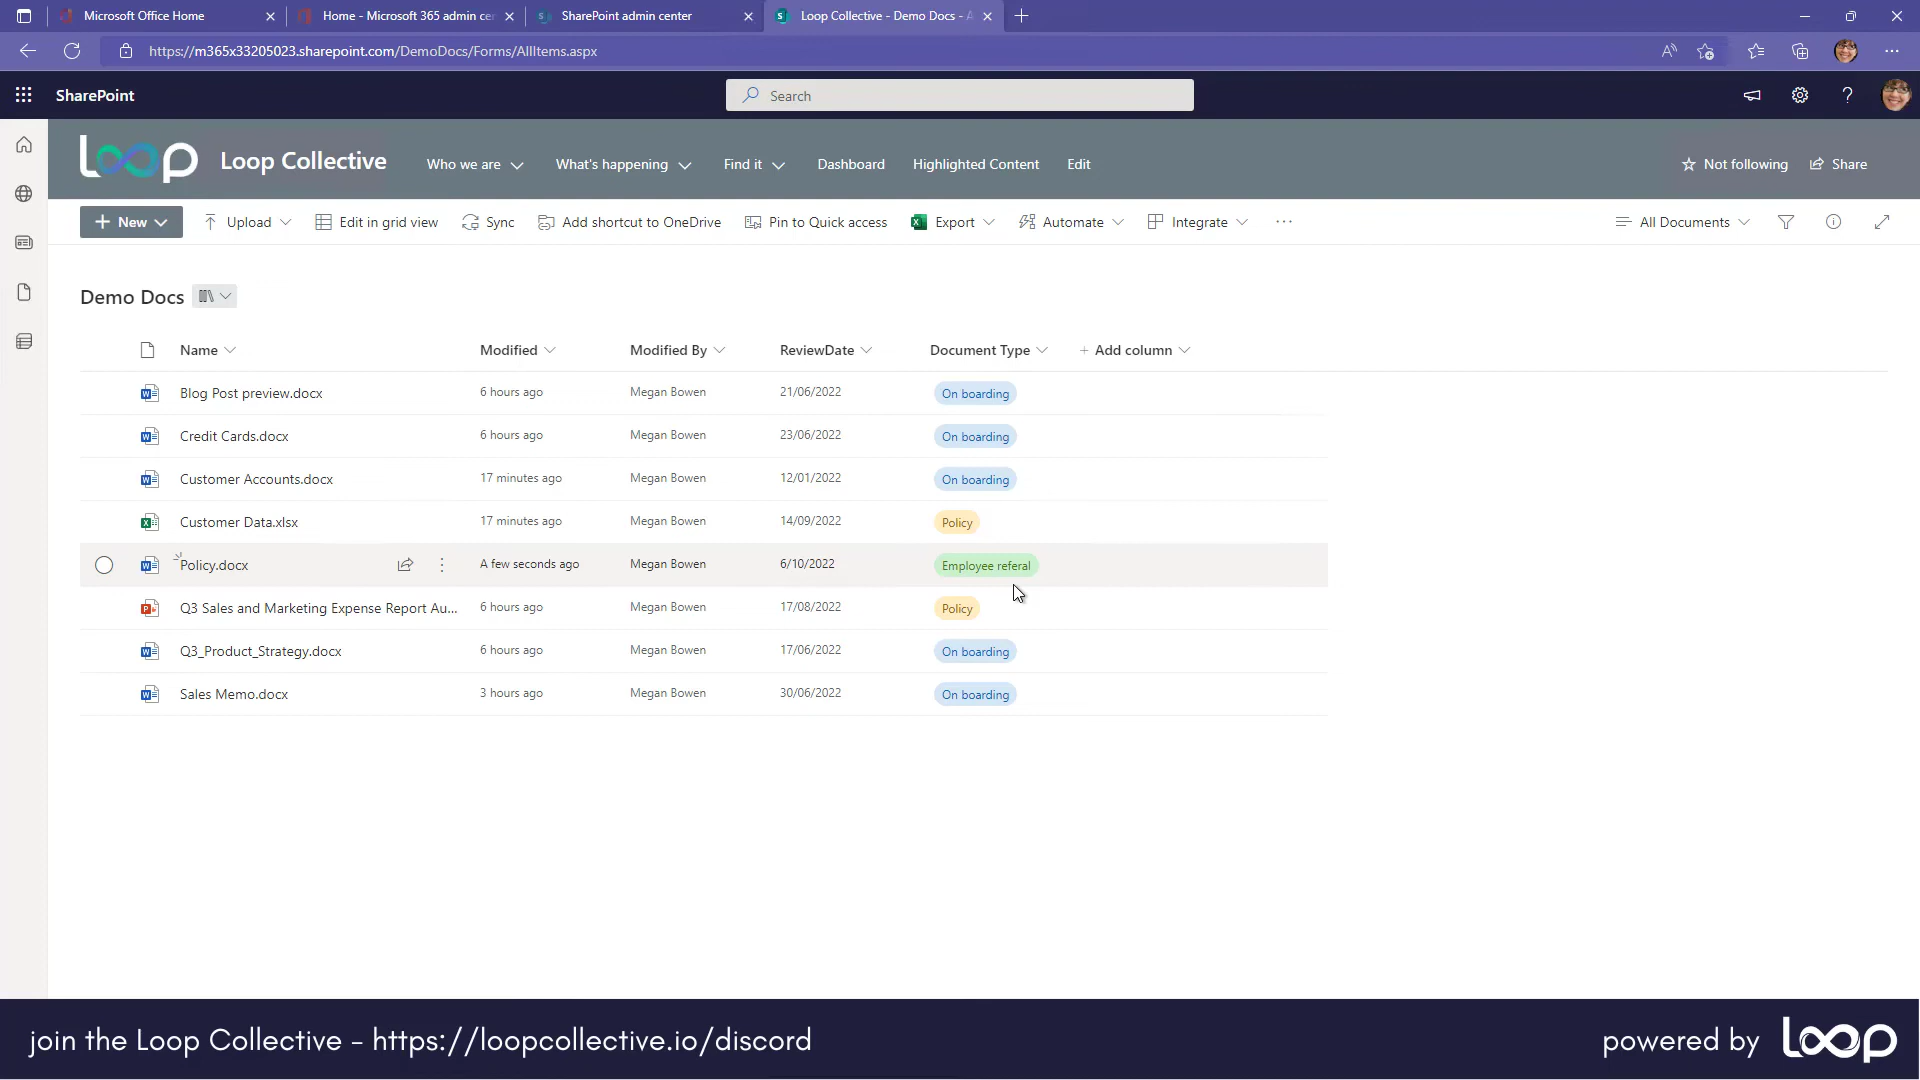 Microsoft Office Home
Home - Microsoft 365 admin cer
SharePoint admin center
Loop Collective - Demo Docs - A
https://m365x33205023.sharepoint.com/DemoDocs/Forms/AllItems.aspx
SharePoint
Search
loop
Loop Collective
Who we are
What's happening
Find it
Dashboard
Highlighted Content
Edit
Not following
Share
New
Upload
Edit in grid view
Sync
Add shortcut to OneDrive
Pin to Quick access
Export
Automate
Integrate
All Documents
Demo Docs
Name Modified Modified By ReviewDate Document Type + Add column
Blog Post preview.docx 6 hours ago Megan Bowen 21/06/2022 On boarding
Credit Cards.docx 6 hours ago Megan Bowen 23/06/2022 On boarding
Customer Accounts.docx 17 minutes ago Megan Bowen 12/01/2022 On boarding
Customer Data.xlsx 17 minutes ago Megan Bowen 14/09/2022 Policy
Policy.docx A few seconds ago Megan Bowen 6/10/2022 Employee referal
Q3 Sales and Marketing Expense Report Au... 6 hours ago Megan Bowen 17/08/2022 Policy
Q3_Product_Strategy.docx 6 hours ago Megan Bowen 17/06/2022 On boarding
Sales Memo.docx 3 hours ago Megan Bowen 30/06/2022 On boarding
join the Loop Collective - https://loopcollective.io/discord
powered by loop